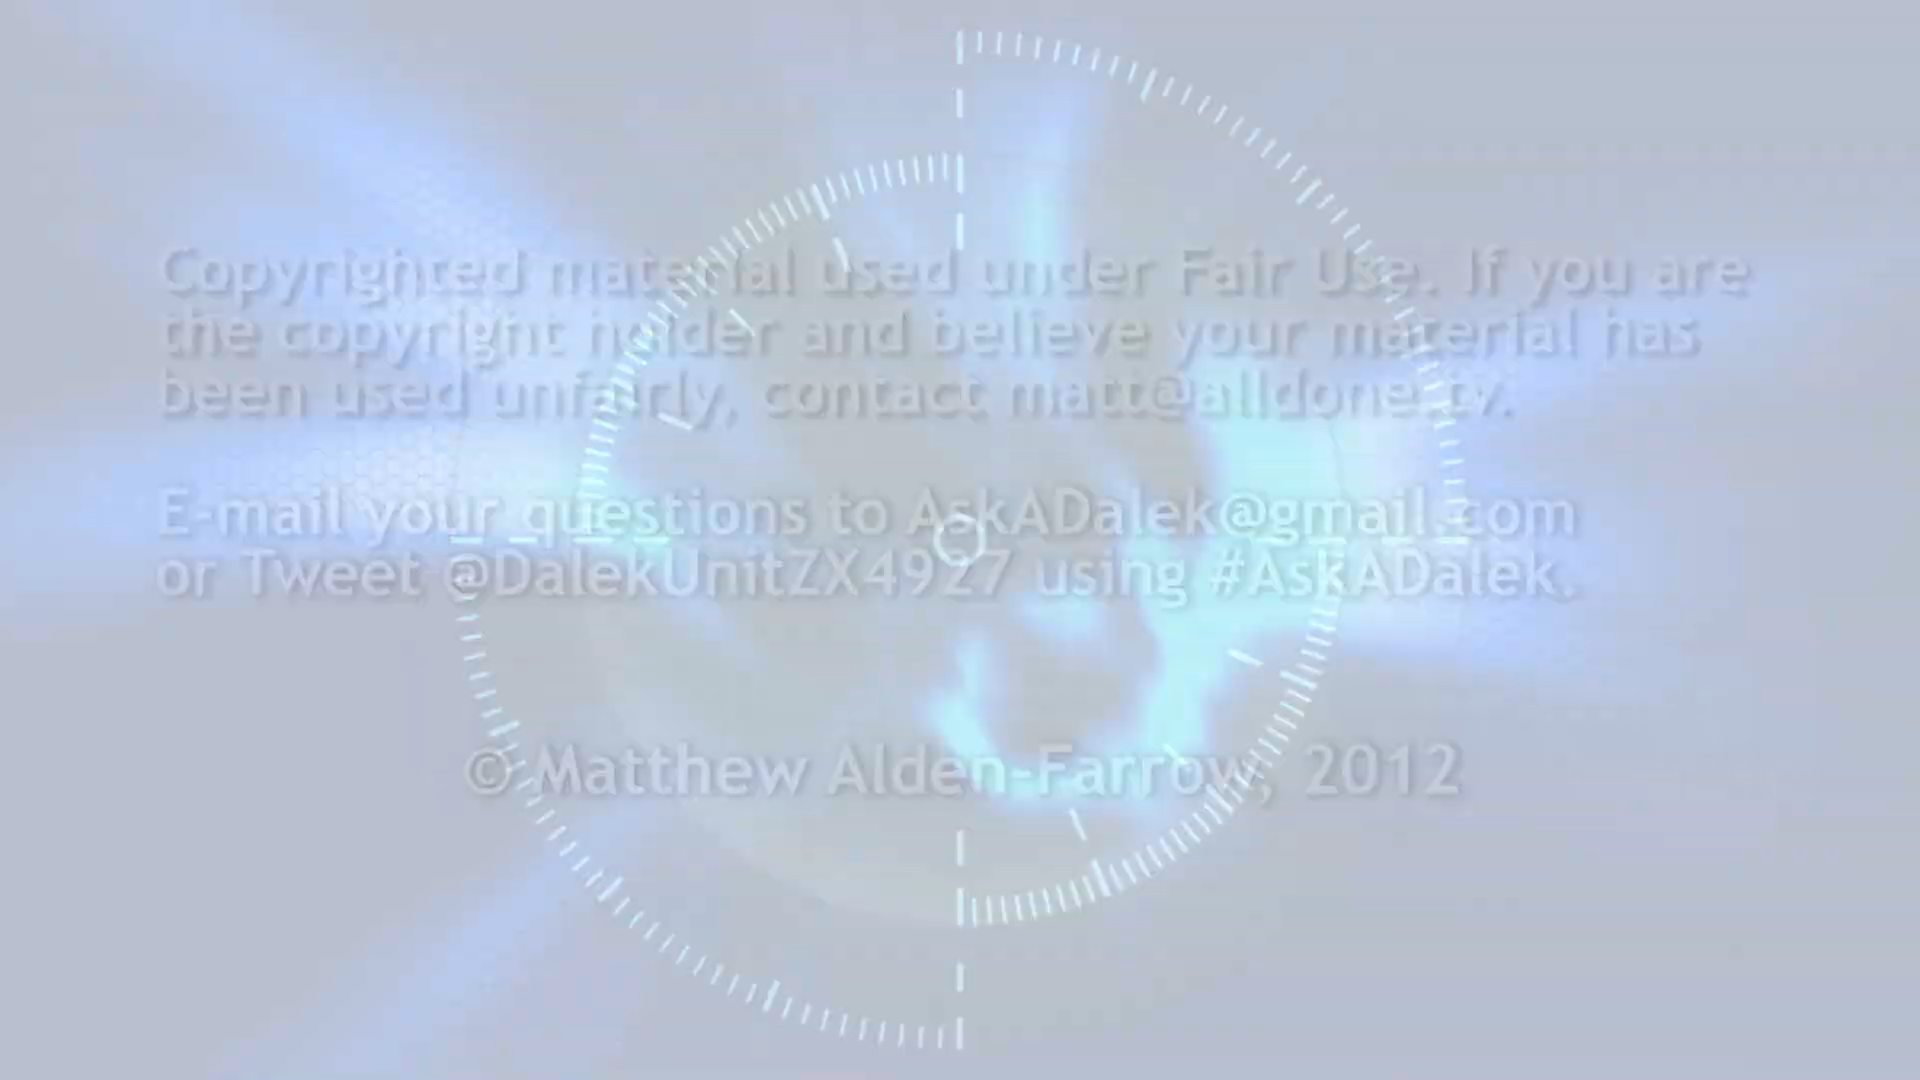 Copyrighted material used under Fair Use. If you are
the copyright holder and believe your material has
been used unfairly, contact matt@alldone.tv.
E-mail your questions to AskADalek@gmail.com
or Tweet @DalekUnitZX4927 using #AskADalek.
© Matthew Alden-Farrow, 2012